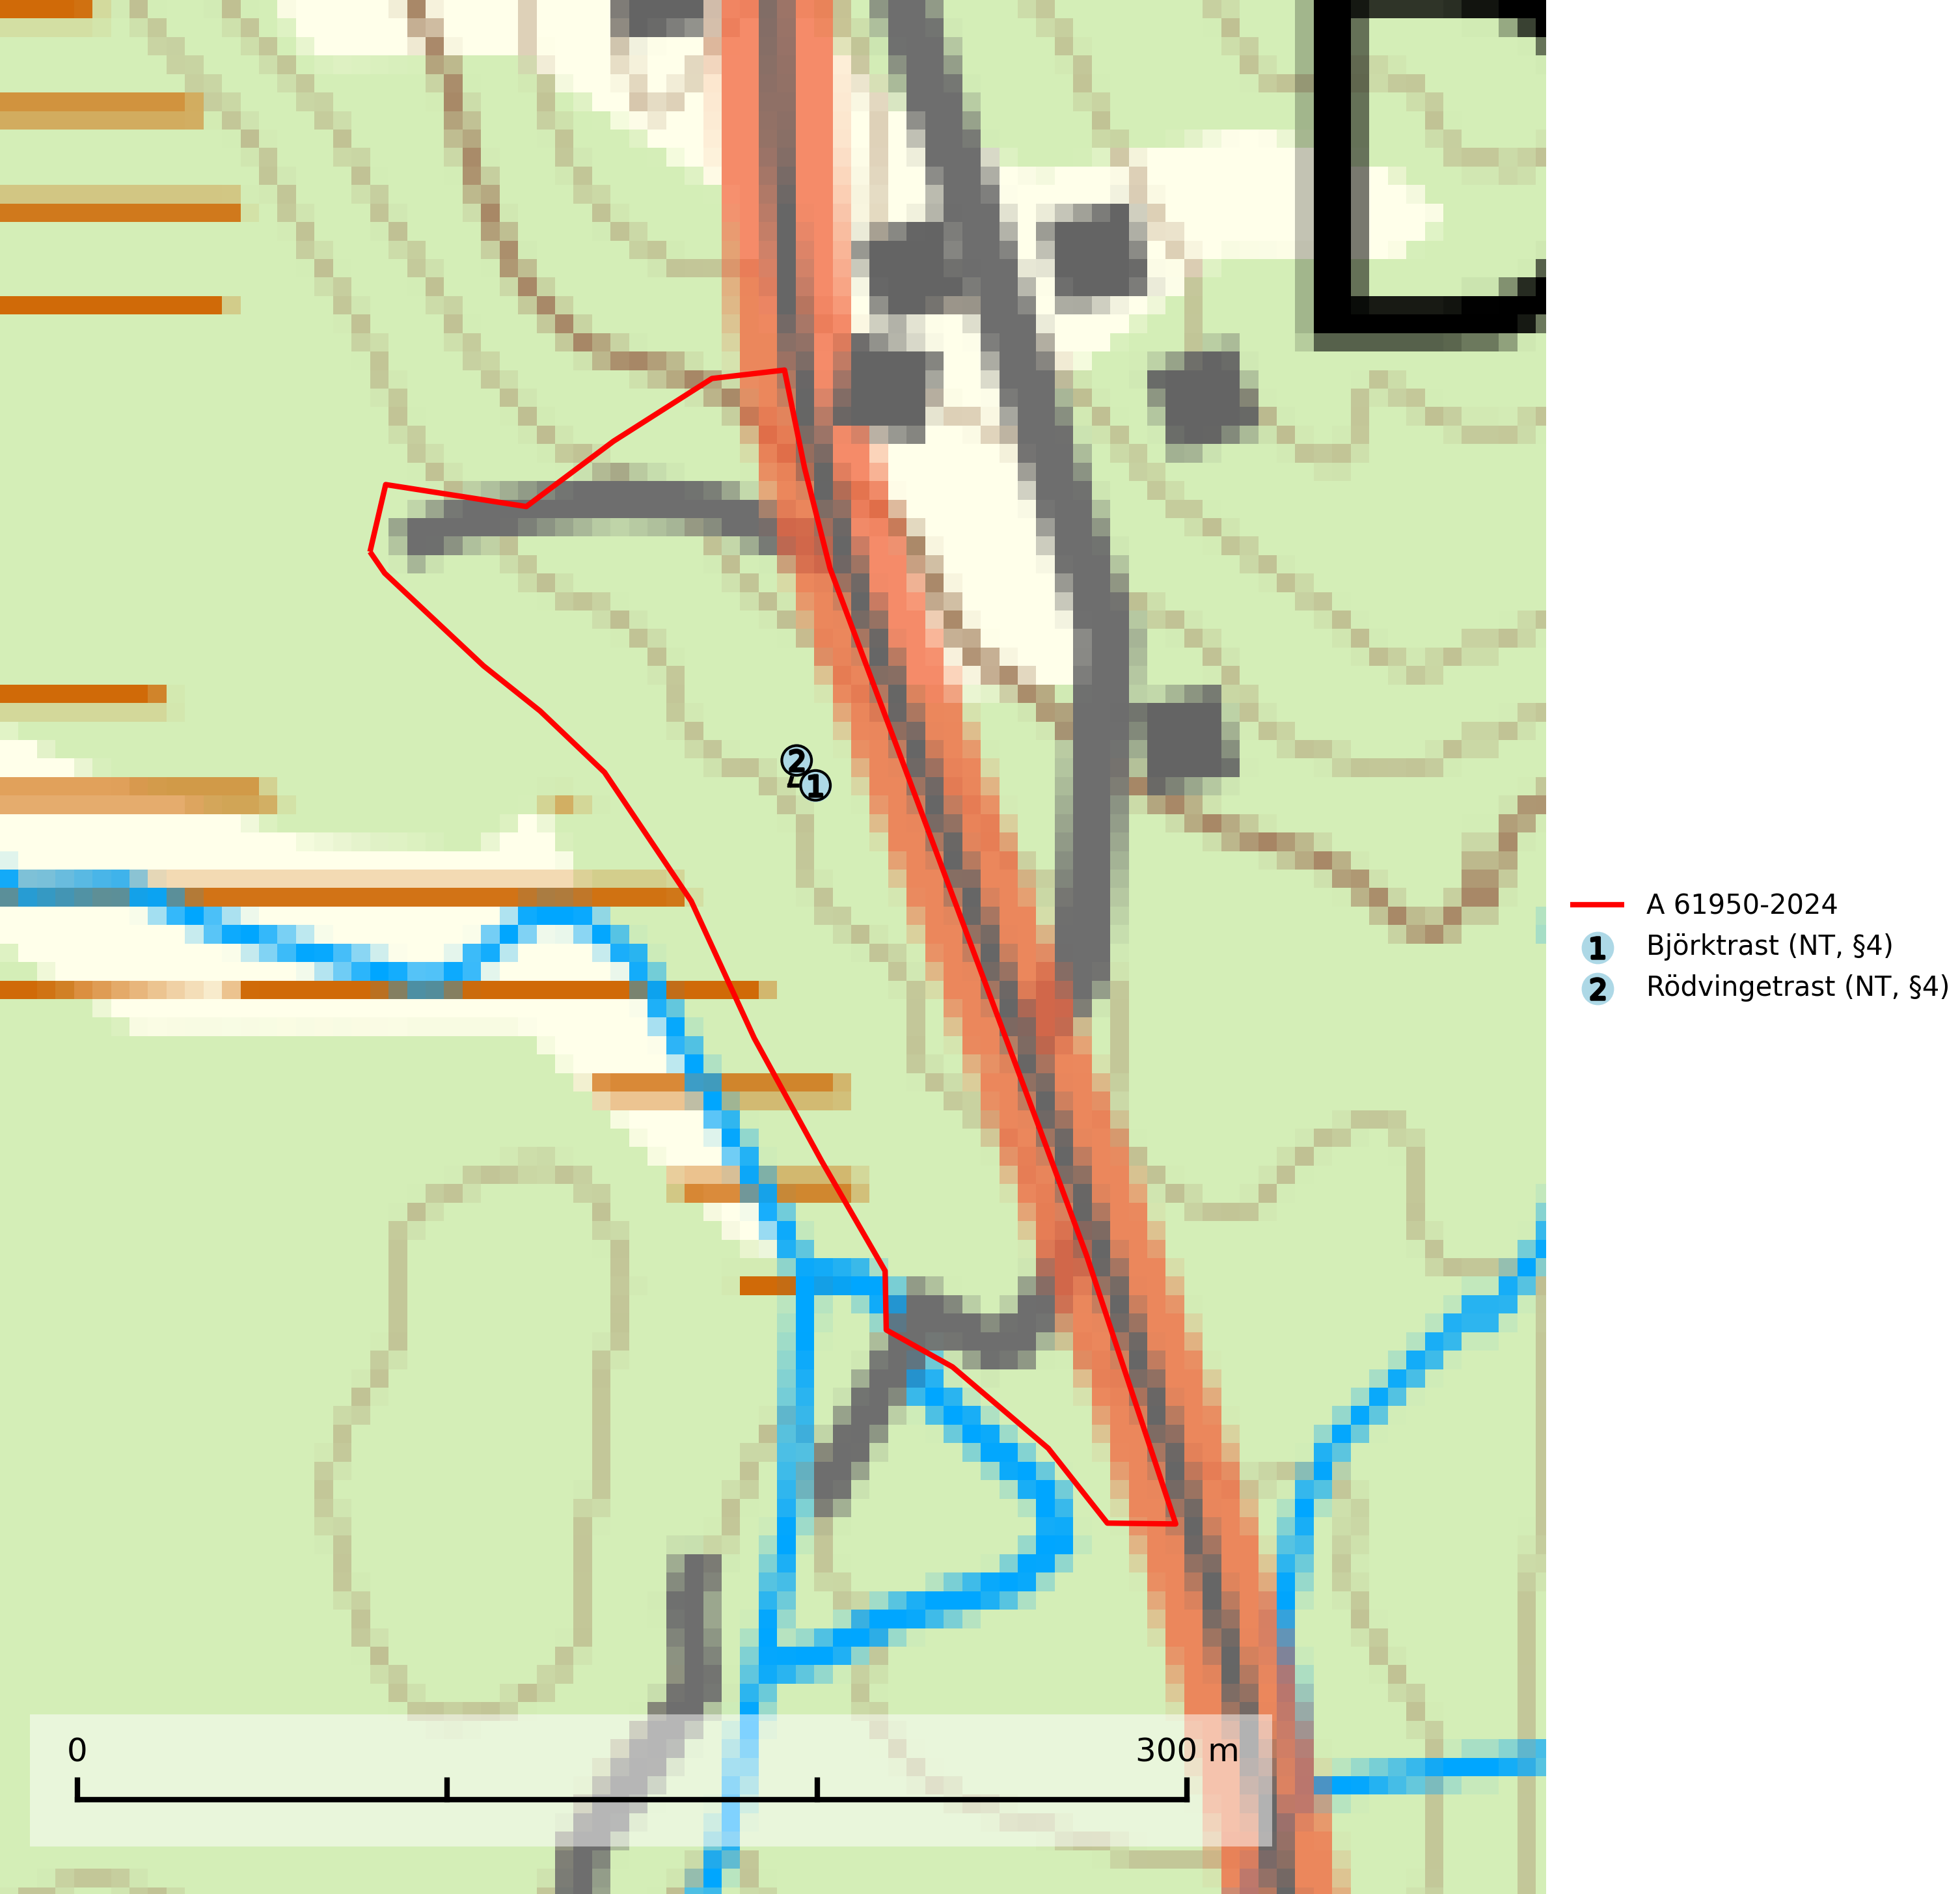 2
1
A 61950-2024
1 Björktrast (NT, §4)
2 Rödvingetrast (NT, §4)
0 300 m